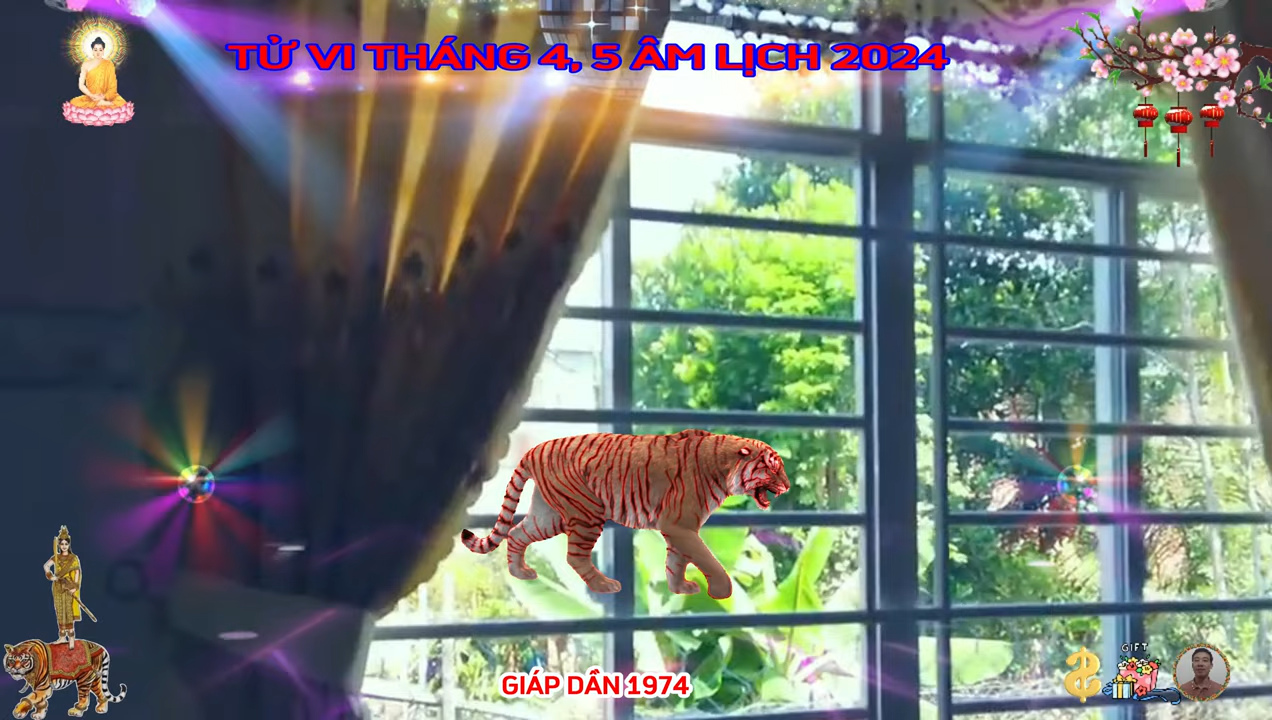 TỬ VI THÁNG 4, 5 ÂM LỊCH 2024
GIFT
GIÁP DẦN 1974